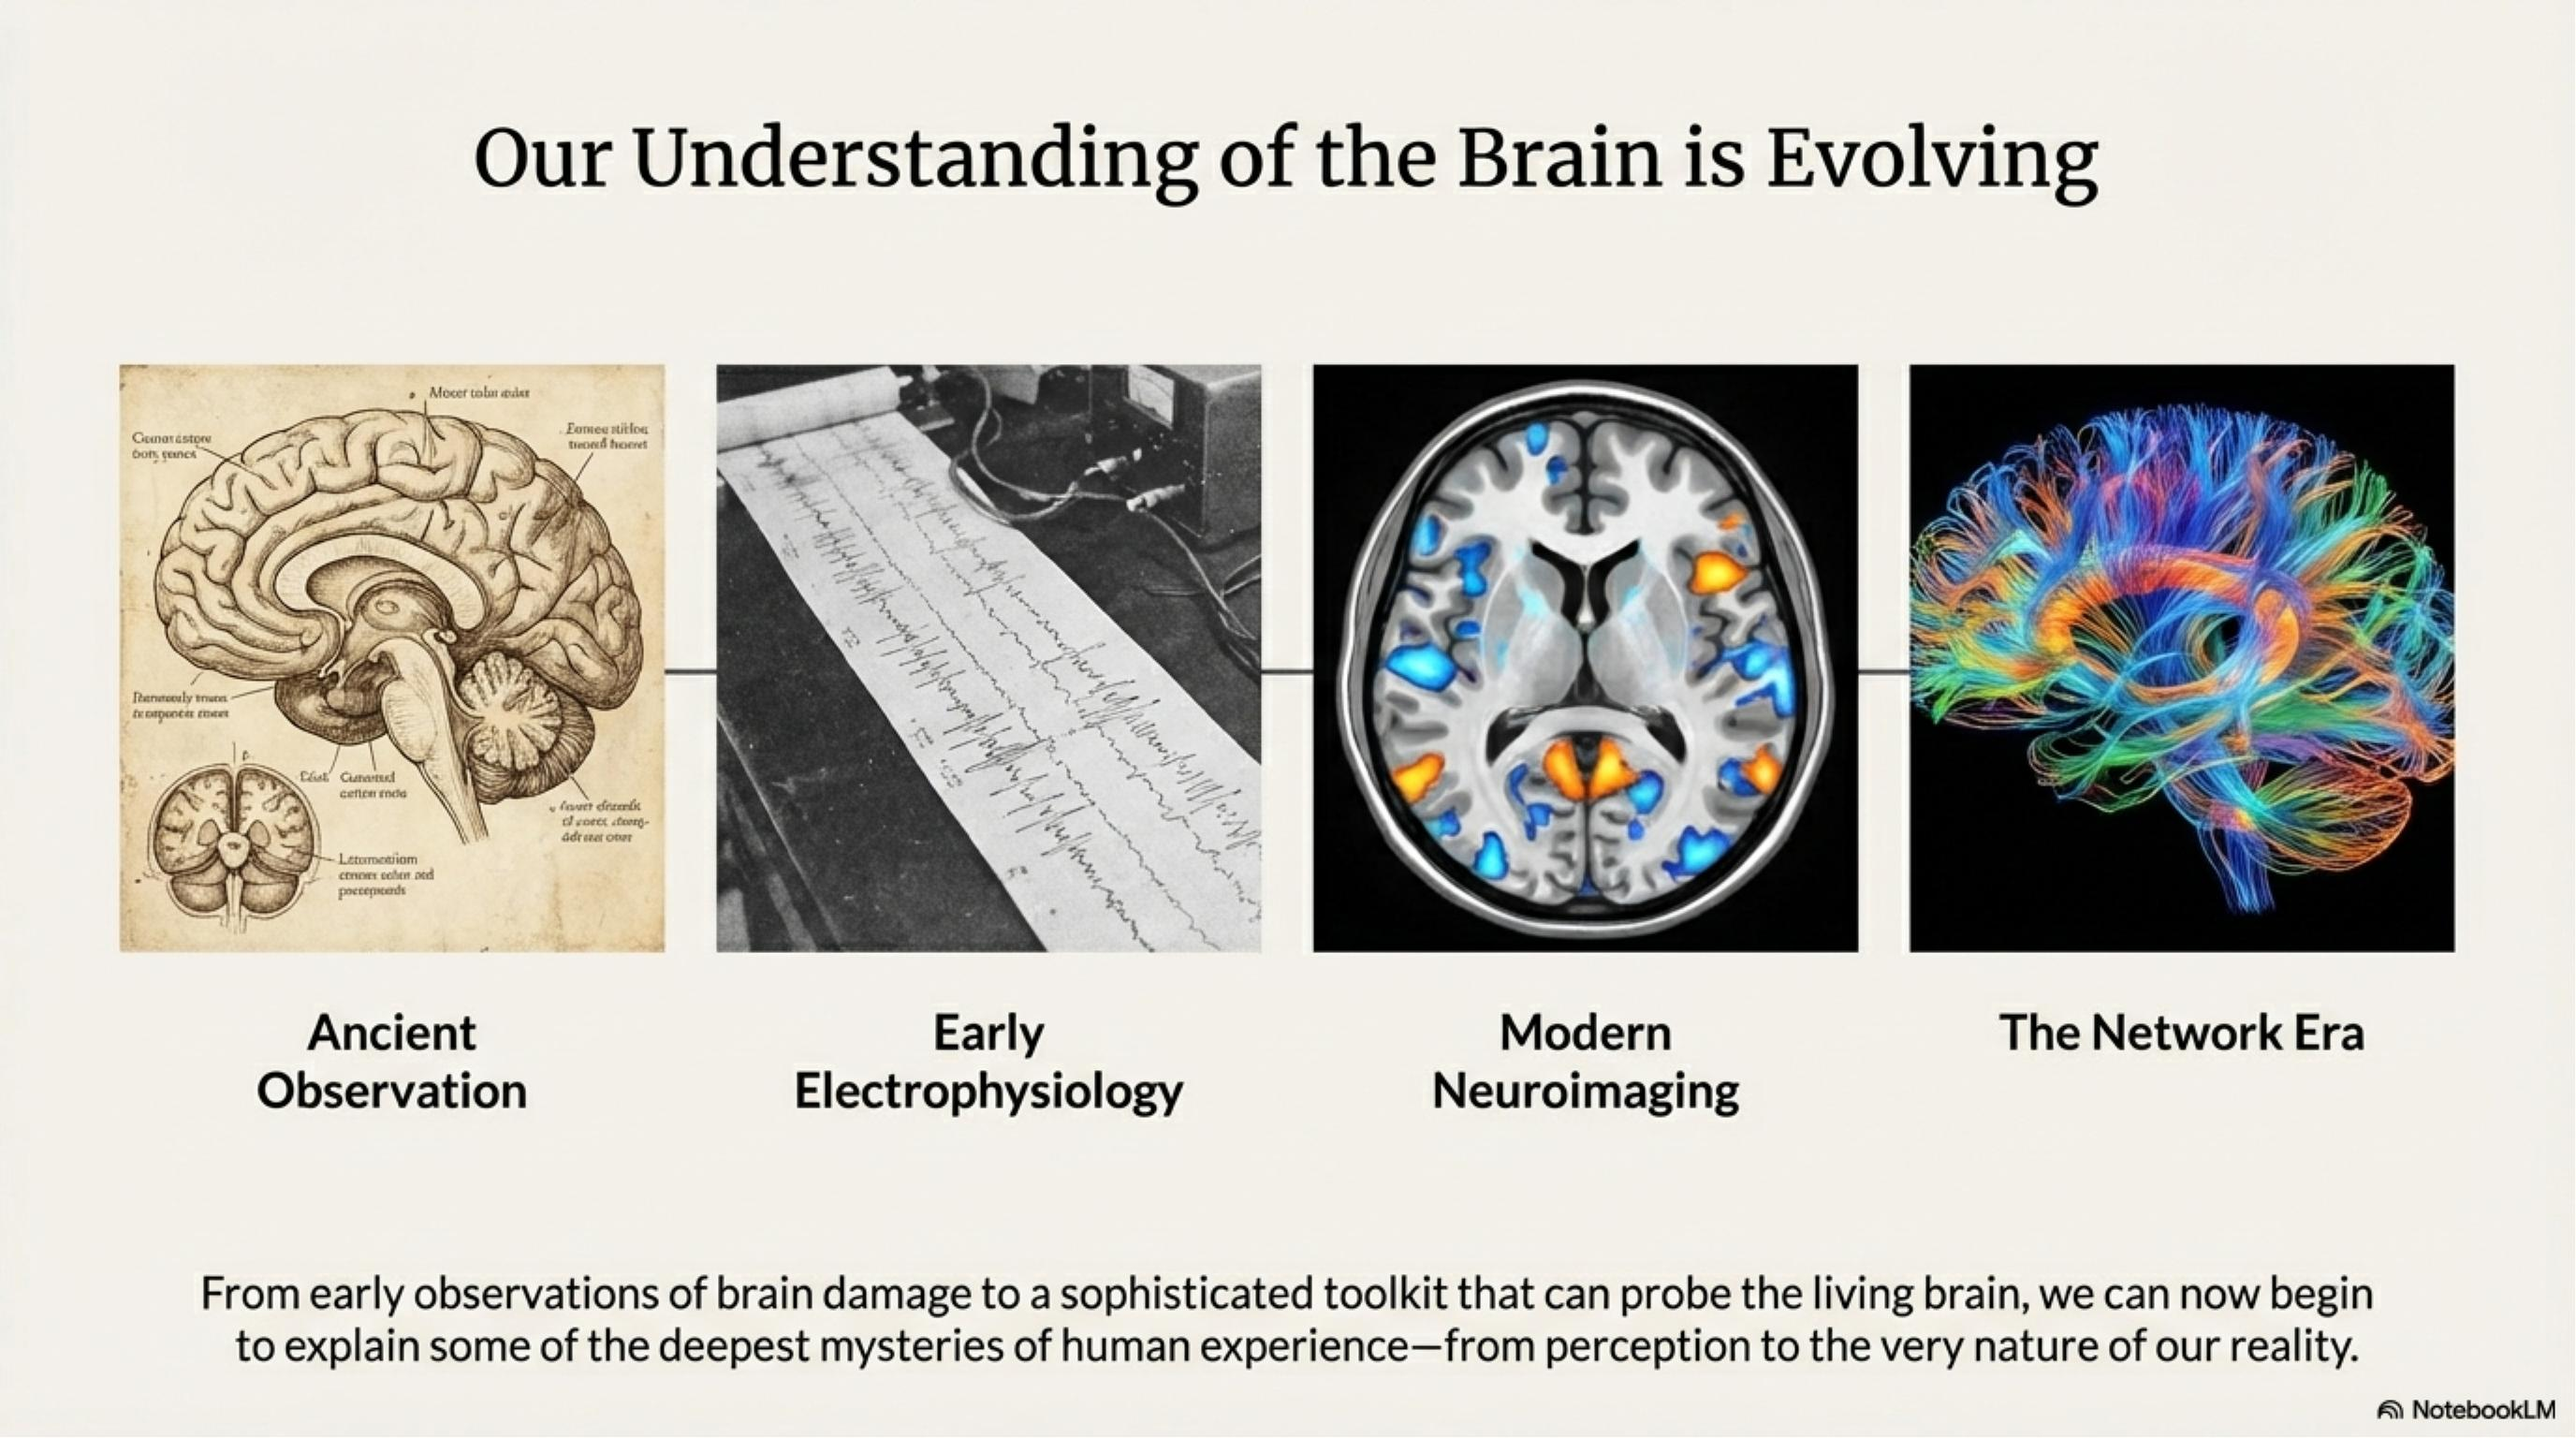 Our Understanding of the Brain is Evolving
Ancient
Observation
Early
Electrophysiology
Modern
Neuroimaging
The Network Era
From early observations of brain damage to a sophisticated toolkit that can probe the living brain, we can now begin
to explain some of the deepest mysteries of human experience—from perception to the very nature of our reality.
NotebookLM